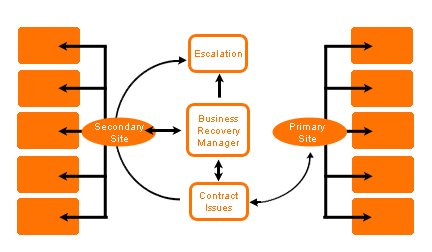 Escalation
Secondary
Site
Business
Recovery
Manager
Primary
Site
Contract
Issues